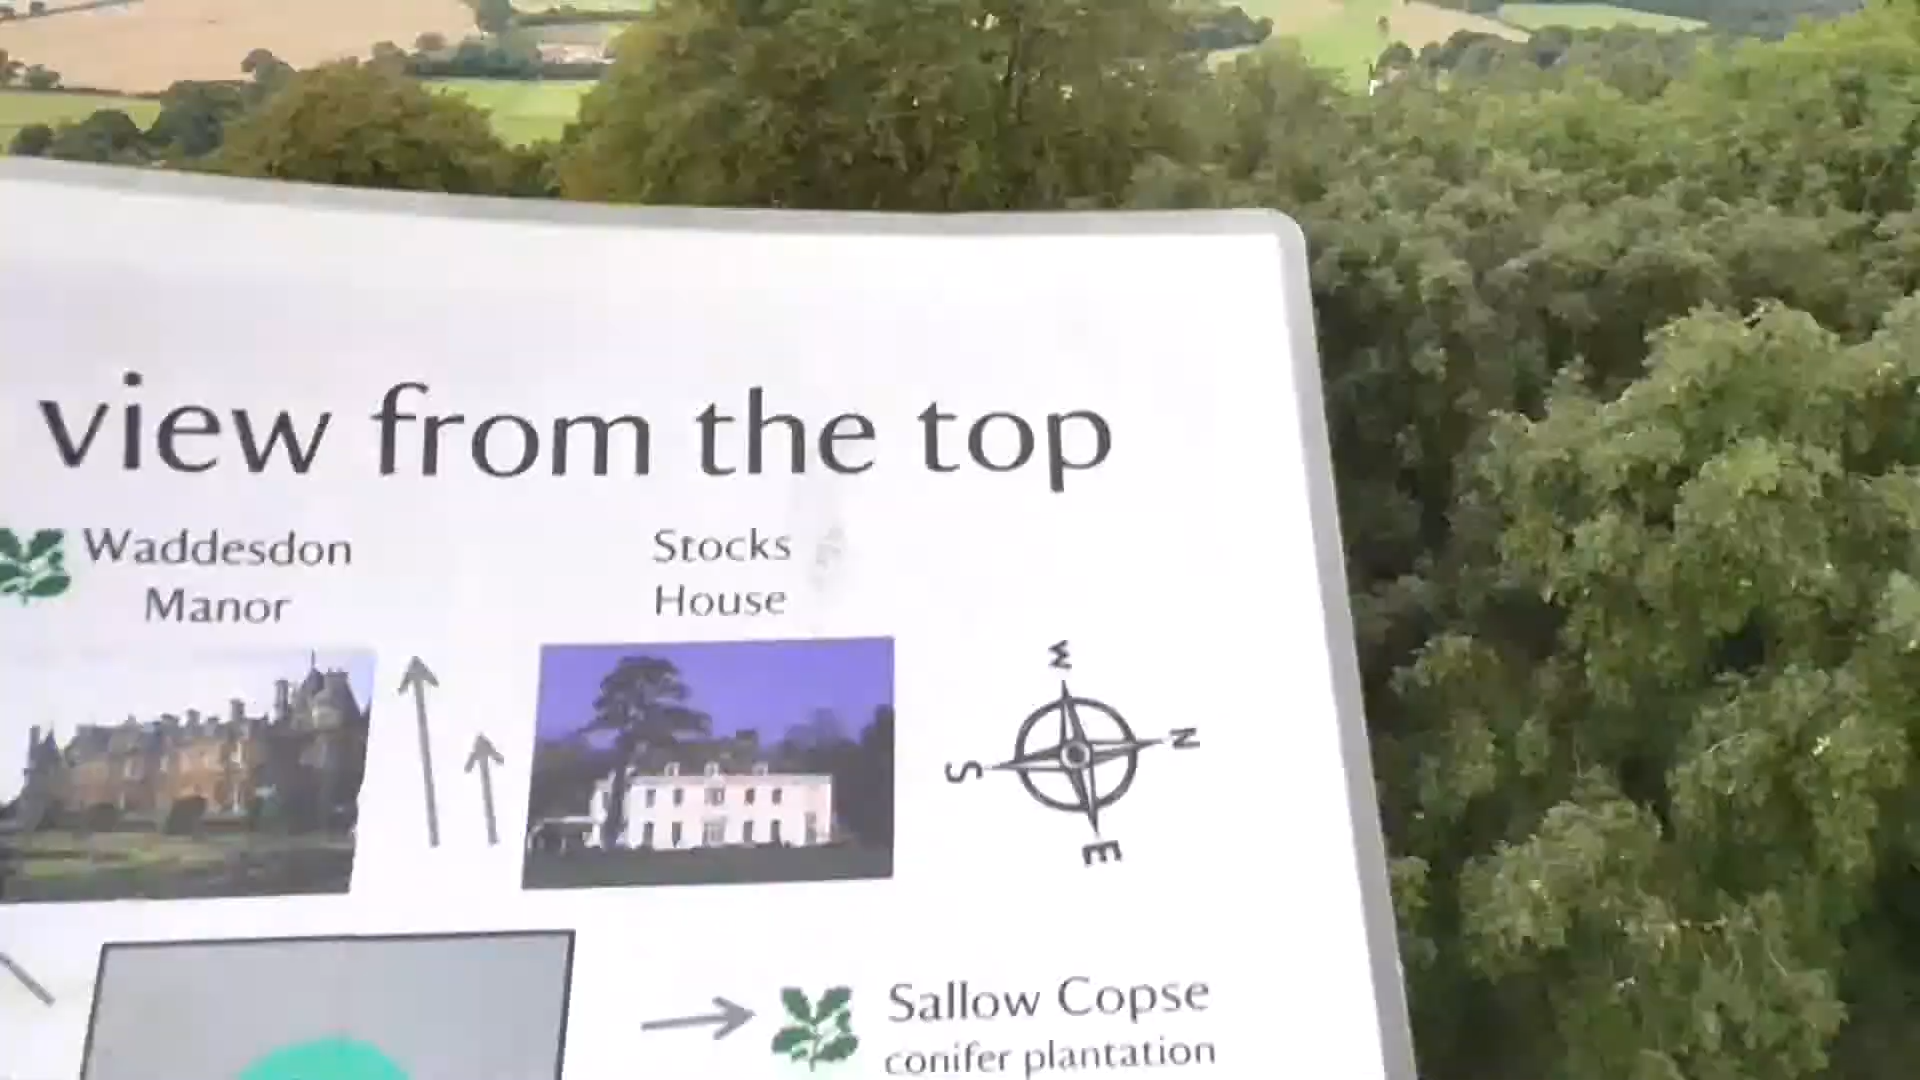 view from the top
Waddesdon
Manor
Stocks
House
W
N
S
E
Sallow Copse
conifer plantation